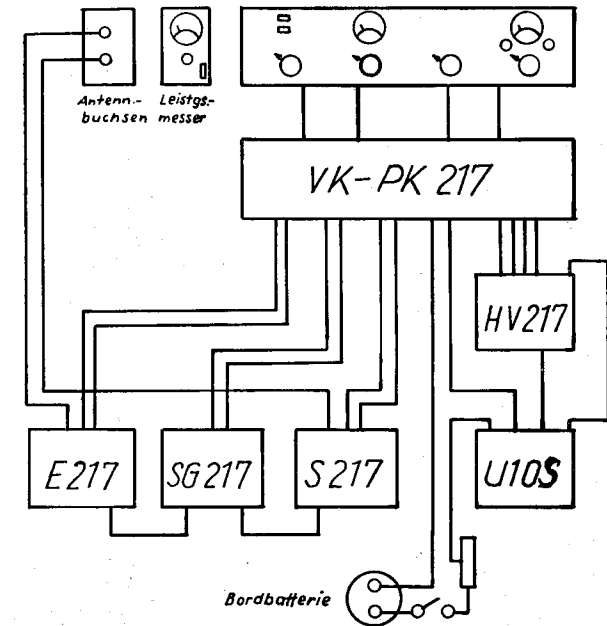 Antenn.- Leistgs-
buchsen messer
VK-PK 217
HV217
E217
SG217
S217
U10S
Bordbatterie